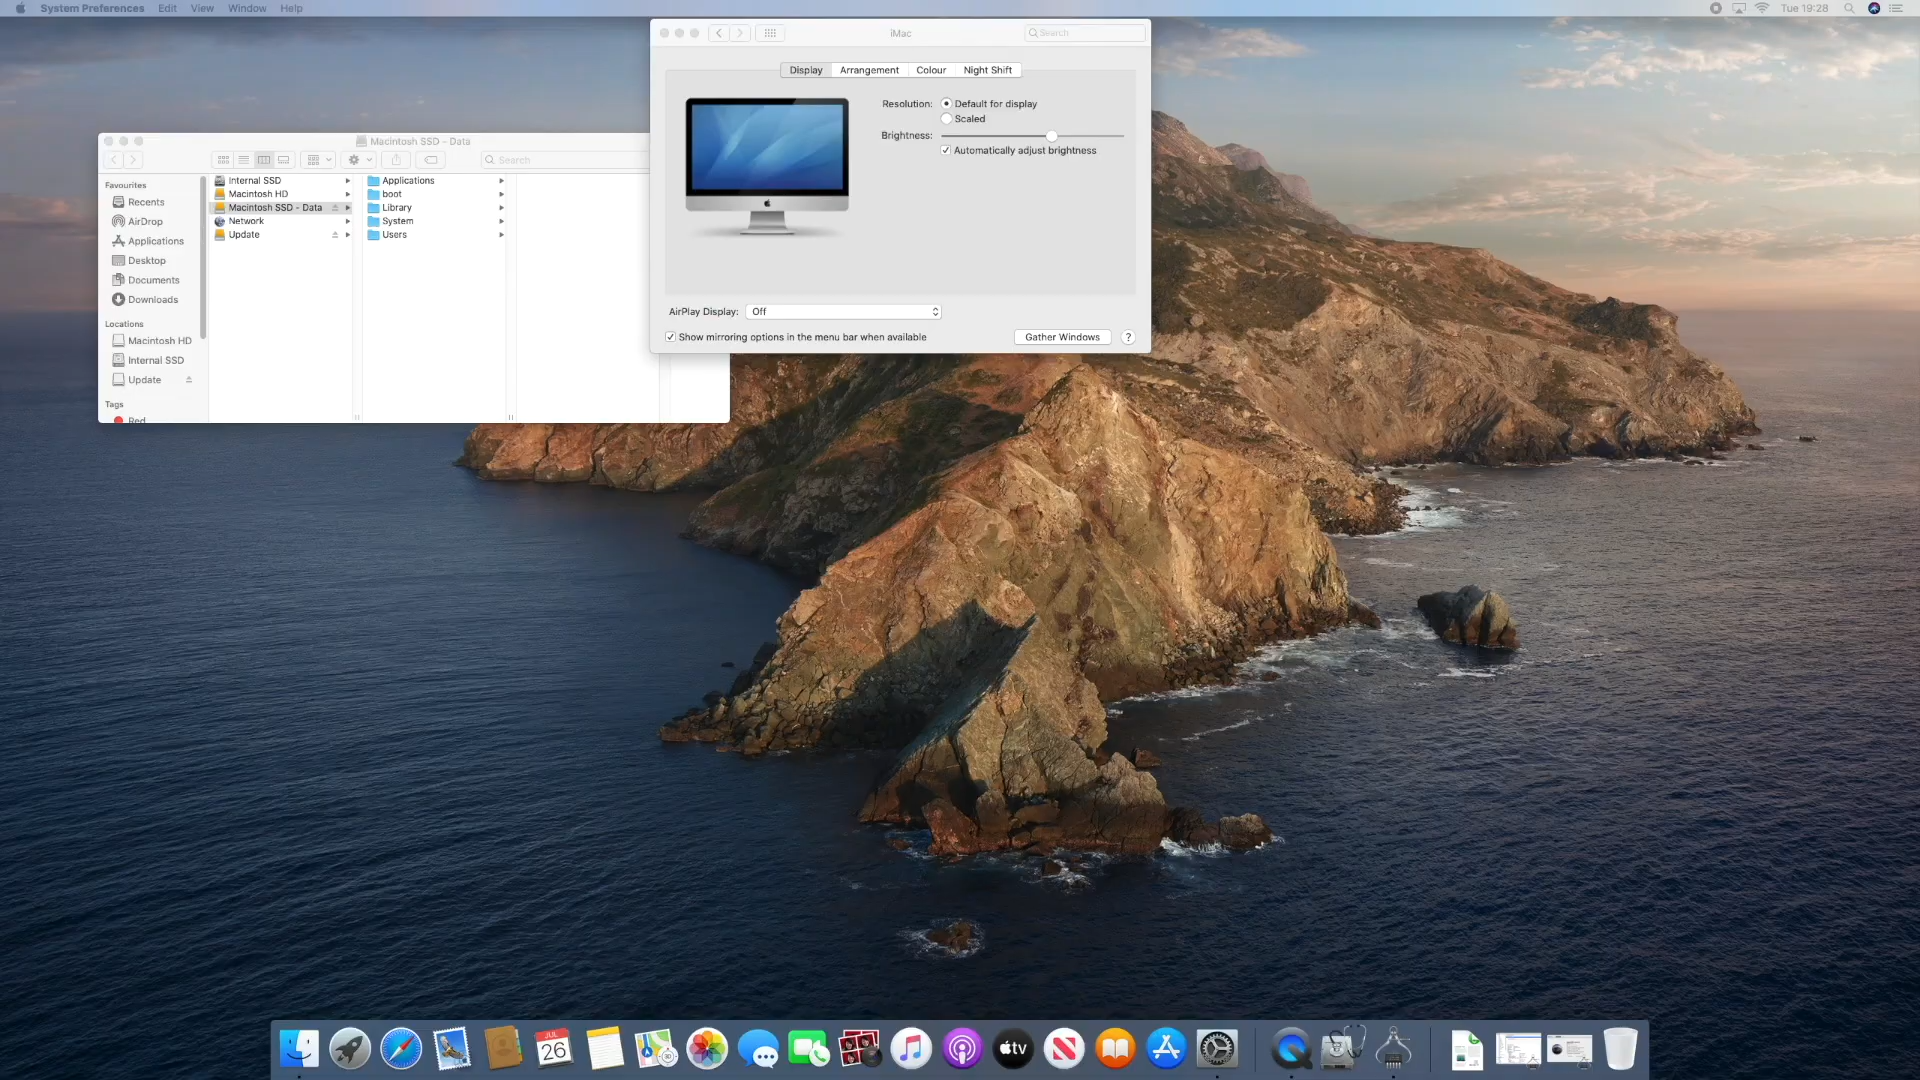 System Preferences Edit View Window Help
Tue 19:28
iMac
Search
Display Arrangement Colour Night Shift
Resolution: Default for display
Scaled
Brightness:
Automatically adjust brightness
AirPlay Display: Off
Show mirroring options in the menu bar when available
Gather Windows ?
Macintosh SSD - Data
Search
Favourites
Recents
AirDrop
Applications
Desktop
Documents
Downloads
Locations
Macintosh HD
Internal SSD
Update
Tags
Red
Internal SSD
Macintosh HD
Macintosh SSD - Data
Network
Update
Applications
boot
Library
System
Users
JUL
26
tv